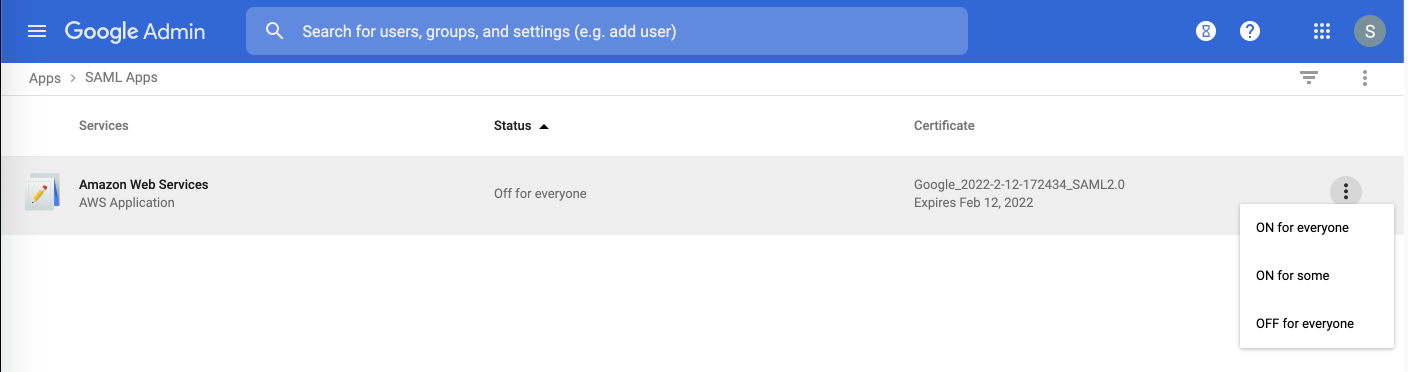 Google Admin
Search for users, groups, and settings (e.g. add user)
S
Apps > SAML Apps
Services Status Certificate
Amazon Web Services
AWS Application
Off for everyone
Google_2022-2-12-172434_SAML2.0
Expires Feb 12, 2022
ON for everyone
ON for some
OFF for everyone